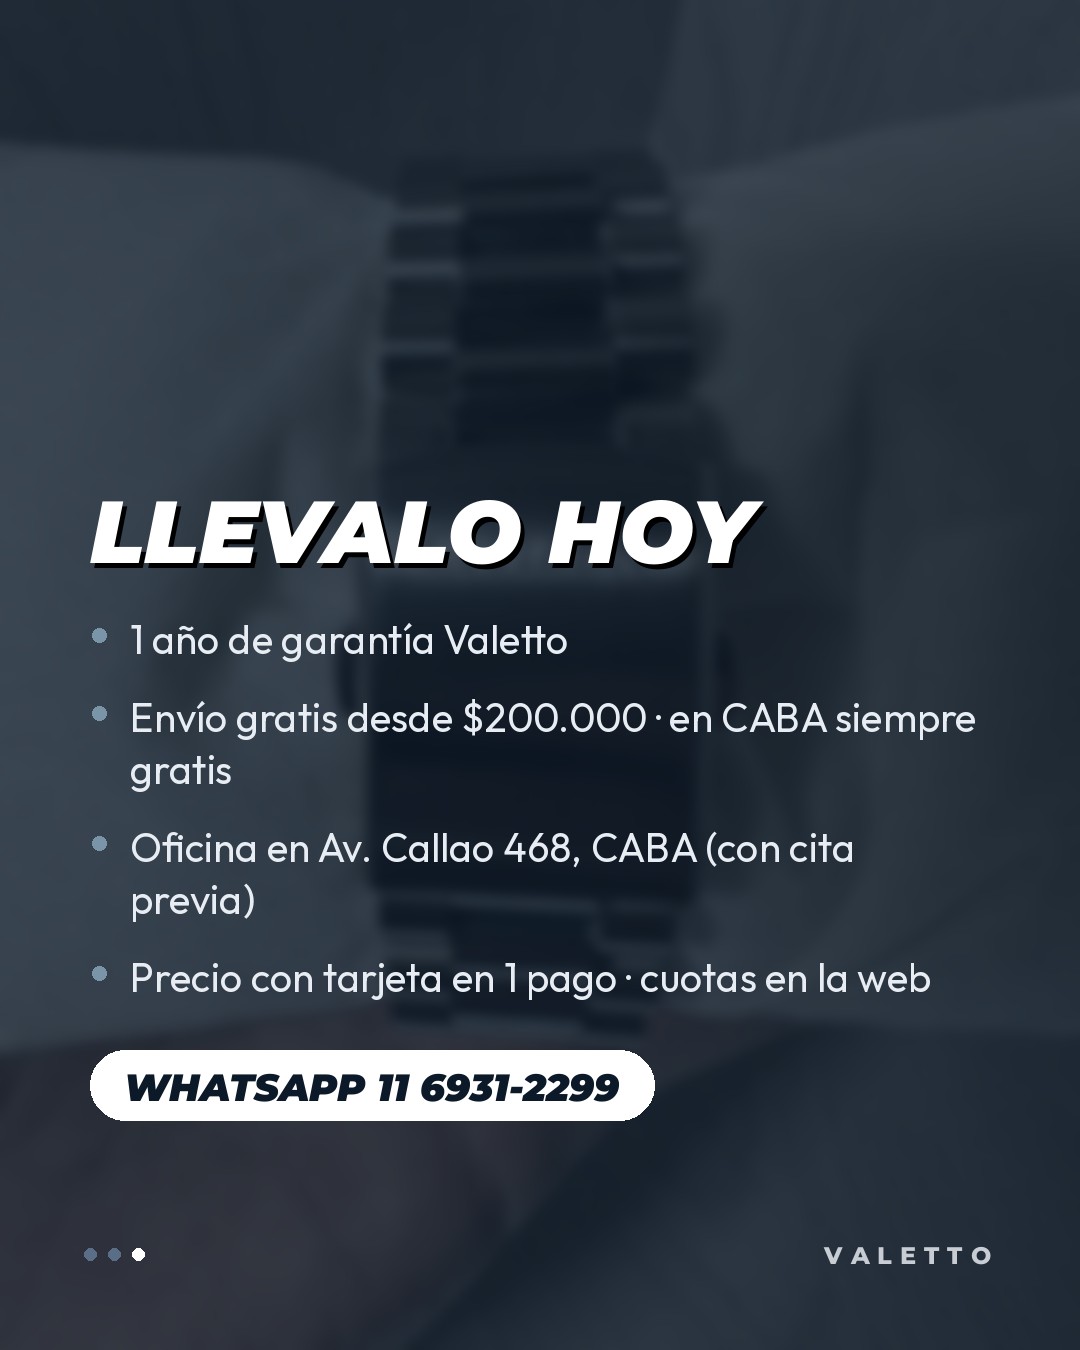 LLEVALO HOY
1 año de garantía Valetto
Envío gratis desde $200.000 · en CABA siempre
gratis
Oficina en Av. Callao 468, CABA (con cita
previa)
Precio con tarjeta en 1 pago · cuotas en la web
WHATSAPP 11 6931-2299
VALETTO